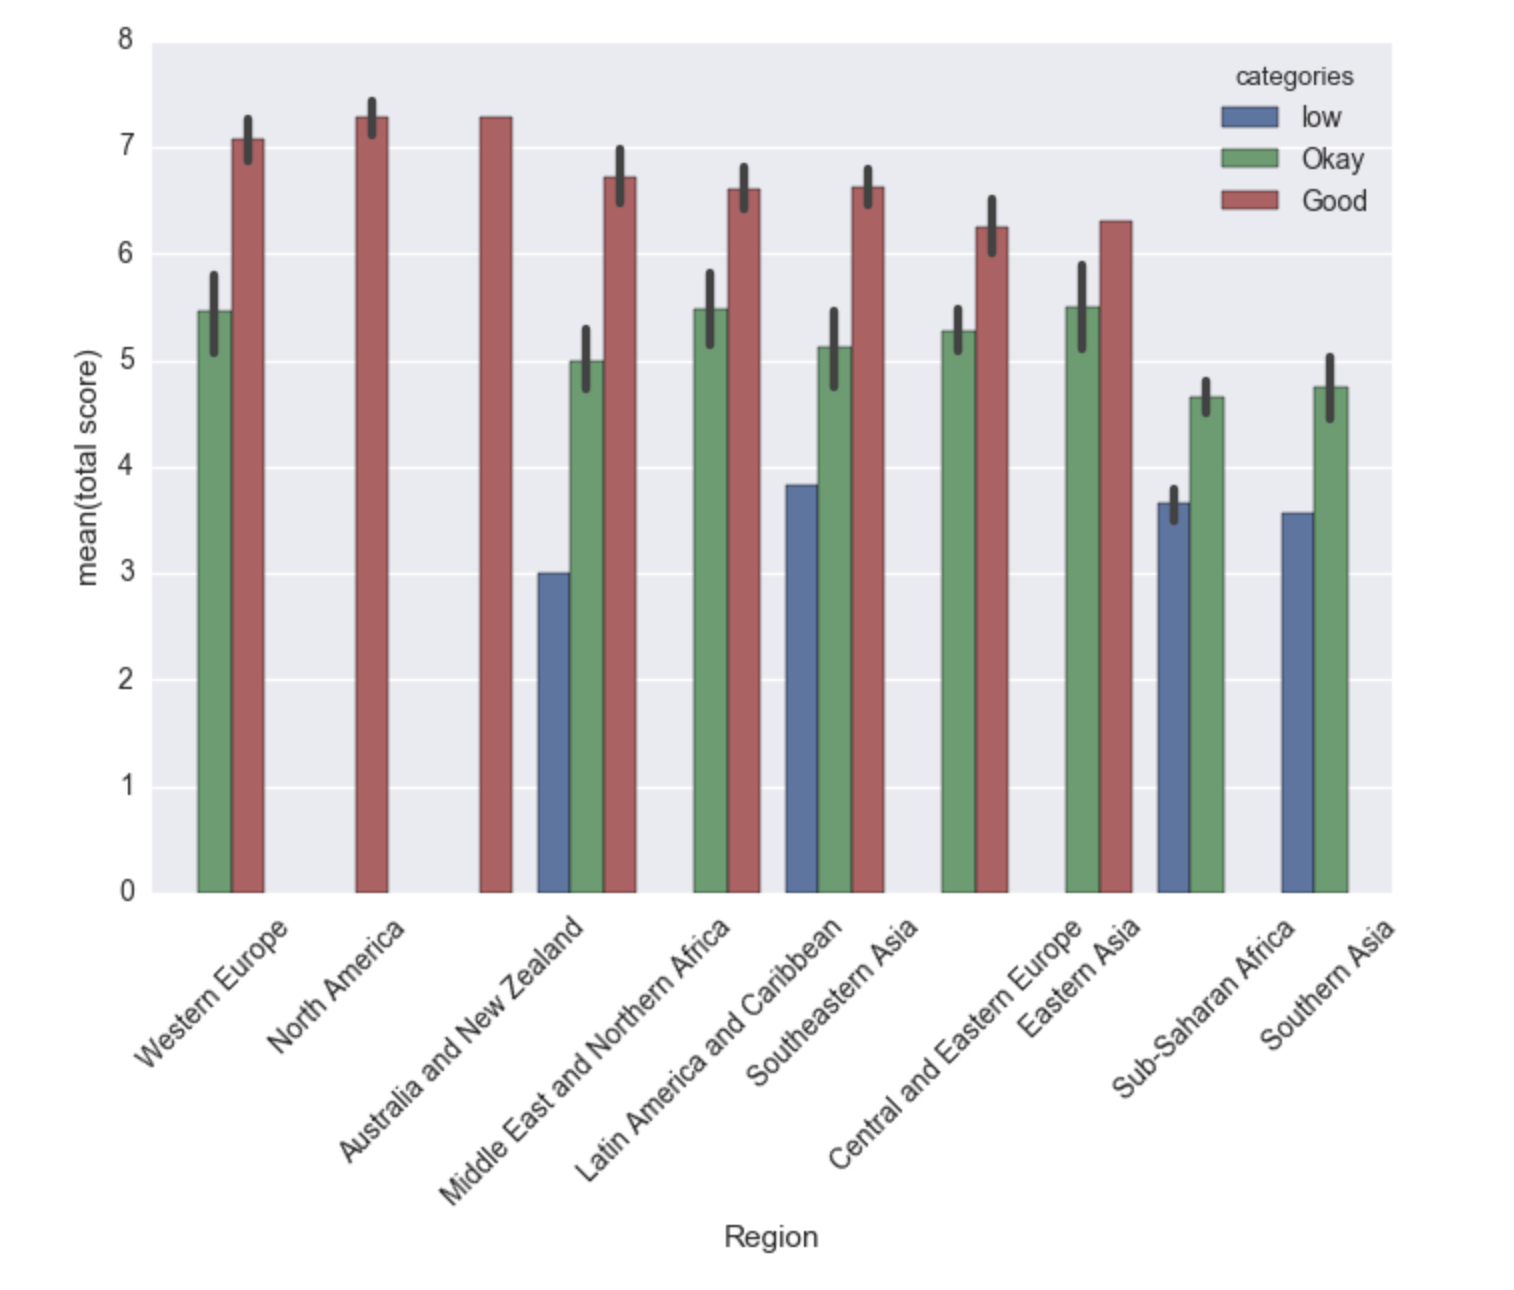 8
7
6
5
4
3
2
1
0
mean(total score)
categories
low
Okay
Good
Western Europe
North America
Australia and New Zealand
Middle East and Northern Africa
Latin America and Caribbean
Southeastern Asia
Central and Eastern Europe
Eastern Asia
Sub-Saharan Africa
Southern Asia
Region